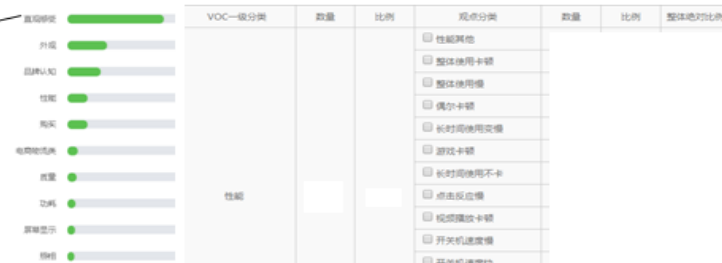 直观感受
外观
品牌认知
性能
购买
电商物流类
质量
功耗
屏幕显示
VOC一级分类 数量 比例 观点分类 数量 比例 整体绝对比例
性能
性能其他
整体使用卡顿
整体使用慢
偶尔卡顿
长时间使用变慢
游戏卡顿
长时间使用不卡
点击反应慢
视频播放卡顿
开关机速度慢